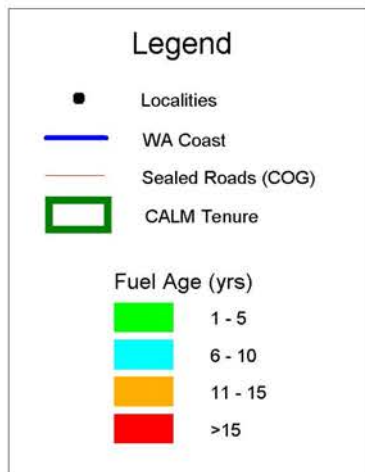 Legend
Localities
WA Coast
Sealed Roads (COG)
CALM Tenure
Fuel Age (yrs)
1 - 5
6 - 10
11 - 15
>15